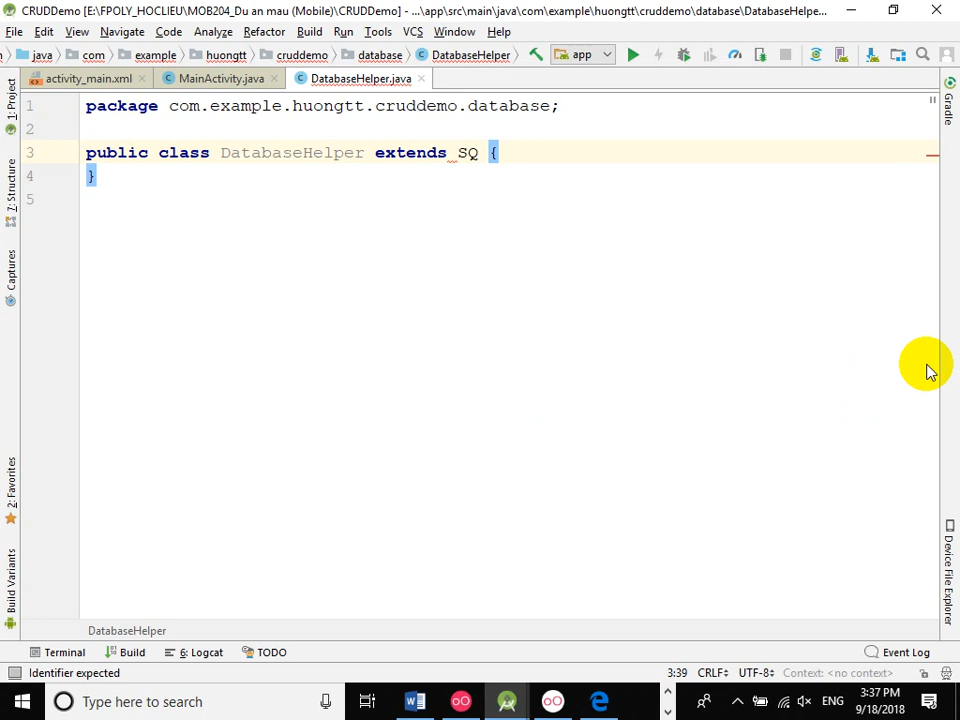 CRUDDemo [E:\FPOLY_HOCLIEU\MOB204_Du an mau (Mobile)\CRUDDemo] - ...\app\src\main\java\com\example\huongtt\cruddemo\database\DatabaseHelpe...
File Edit View Navigate Code Analyze Refactor Build Run Tools VCS Window Help
java com example huongtt cruddemo database DatabaseHelper app
activity_main.xml MainActivity.java DatabaseHelper.java
1 package com.example.huongtt.cruddemo.database;
2
3 public class DatabaseHelper extends SQ {
4 }
5
1: Project
7: Structure
Captures
2: Favorites
Build Variants
Gradle
Device File Explorer
DatabaseHelper
Terminal Build 6: Logcat TODO Event Log
Identifier expected 3:39 CRLF UTF-8 Context: <no context>
Type here to search ENG 3:37 PM
9/18/2018